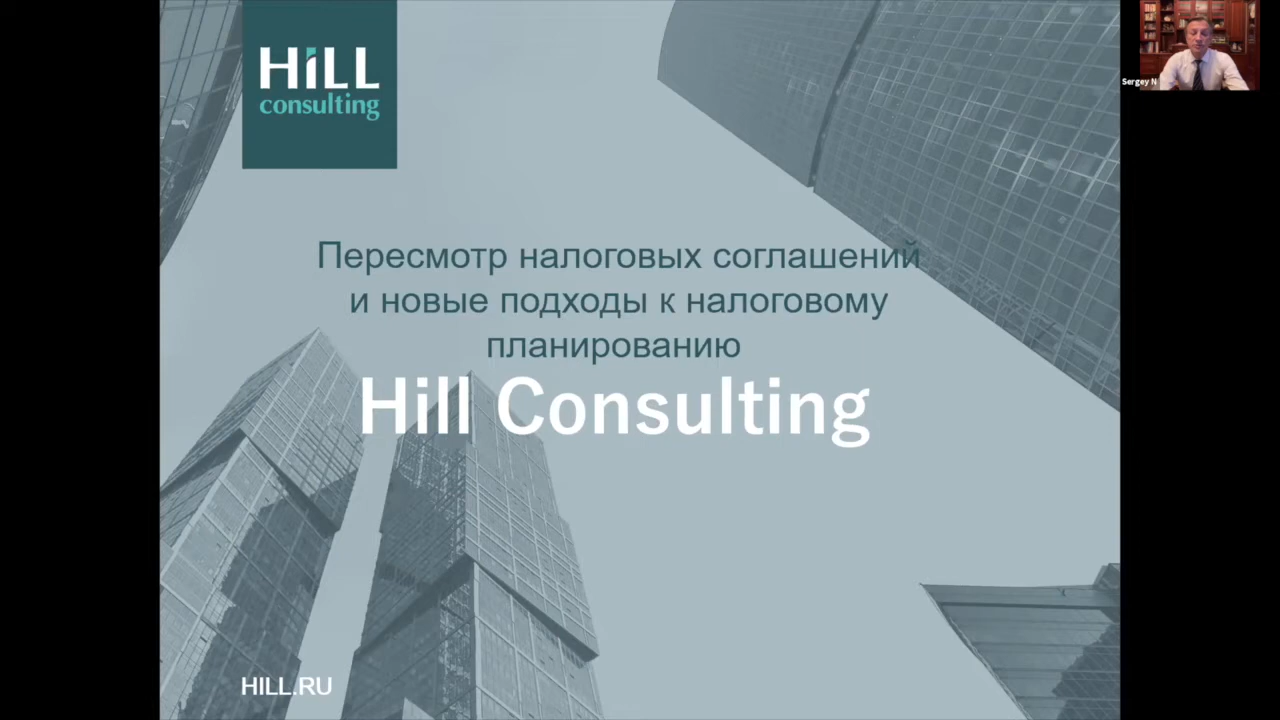 HiLL
consulting
Sergey N
Пересмотр налоговых соглашений
и новые подходы к налоговому
планированию
Hill Consulting
HILL.RU